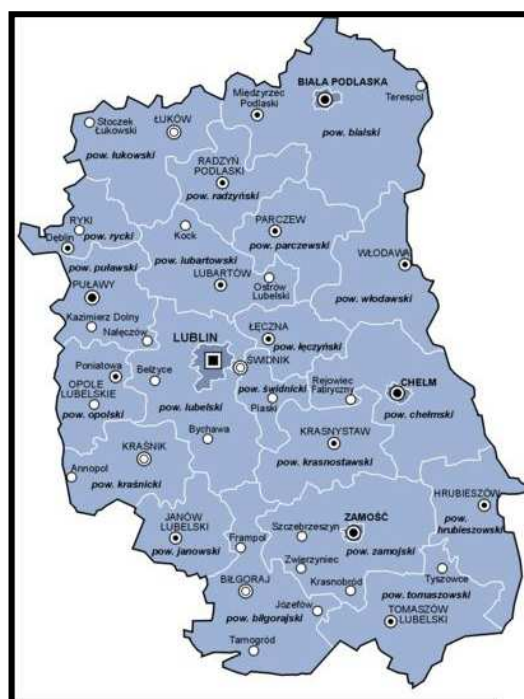 BIAŁA PODLASKA
Międzyrzec
Podlaski
Terespol
Stoczek
Łukowski
ŁUKÓW
pow. bialski
pow. łukowski
RADZYŃ
PODLASKI
pow. radzyński
RYKI
pow. rycki
Kock
PARCZEW
pow. parczewski
Dęblin
pow. lubartowski
WŁODAWA
pow. puławski
PUŁAWY
LUBARTÓW
Ostrów
Lubelski
pow. włodawski
Kazimierz Dolny
Nałęczów
LUBLIN
ŁĘCZNA
pow. łęczyński
ŚWIDNIK
Poniatowa
Bełżyce
OPOLE
LUBELSKIE
pow. opolski
pow. lubelski
pow. świdnicki
Piaski
Rejowiec
Fabryczny
CHEŁM
pow. chełmski
Bychawa
KRAŚNIK
KRASNYSTAW
pow. krasnostawski
Annopol
pow. kraśnicki
HRUBIESZÓW
pow.
hrubieszowski
JANÓW
LUBELSKI
pow. janowski
Frampol
Szczebrzeszyn
ZAMOŚĆ
pow. zamojski
Zwierzyniec
Tyszowce
BIŁGORAJ
Krasnobród
pow. tomaszowski
Józefów
pow. biłgorajski
TOMASZÓW
LUBELSKI
Tarnogród